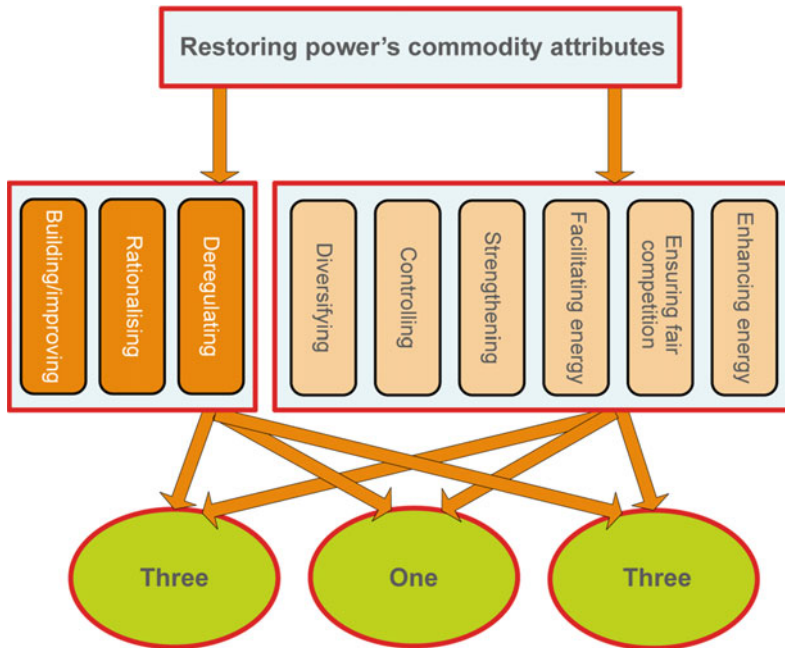 Restoring power’s commodity attributes
Building/improving
Rationalising
Deregulating
Diversifying
Controlling
Strengthening
Facilitating energy
Ensuring fair
competition
Enhancing energy
Three
One
Three